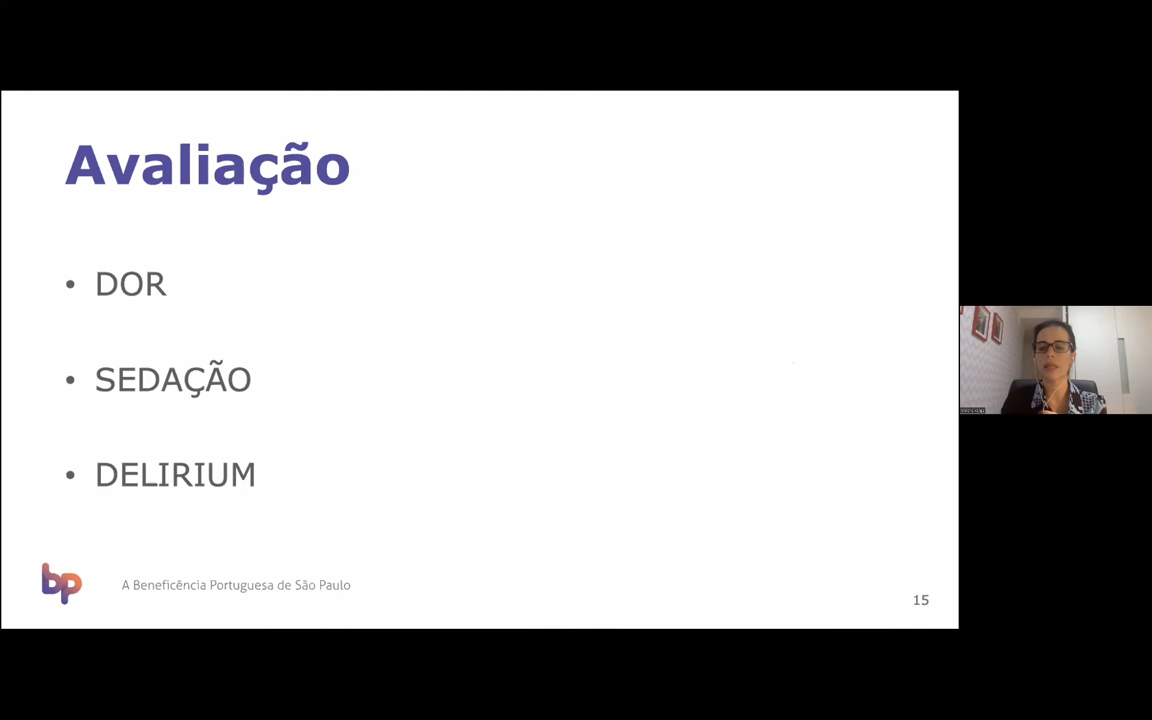 Avaliação
• DOR
• SEDAÇÃO
• DELIRIUM
bp
A Beneficência Portuguesa de São Paulo
15